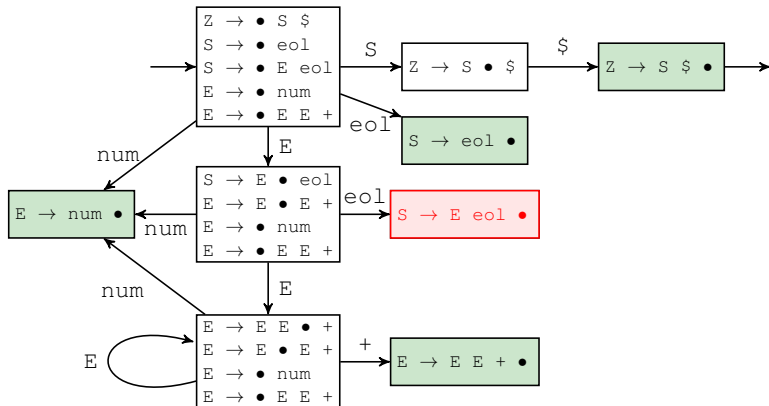 Z → • S $
S → • eol
S → • E eol
E → • num
E → • E E +
S
Z → S • $
$
Z → S $ •
eol
S → eol •
num
E
S → E • eol
E → E • E +
E → • num
E → • E E +
eol
S → E eol •
E → num •
num
num
E
E → E E • +
E → E • E +
E → • num
E → • E E +
E
+
E → E E + •